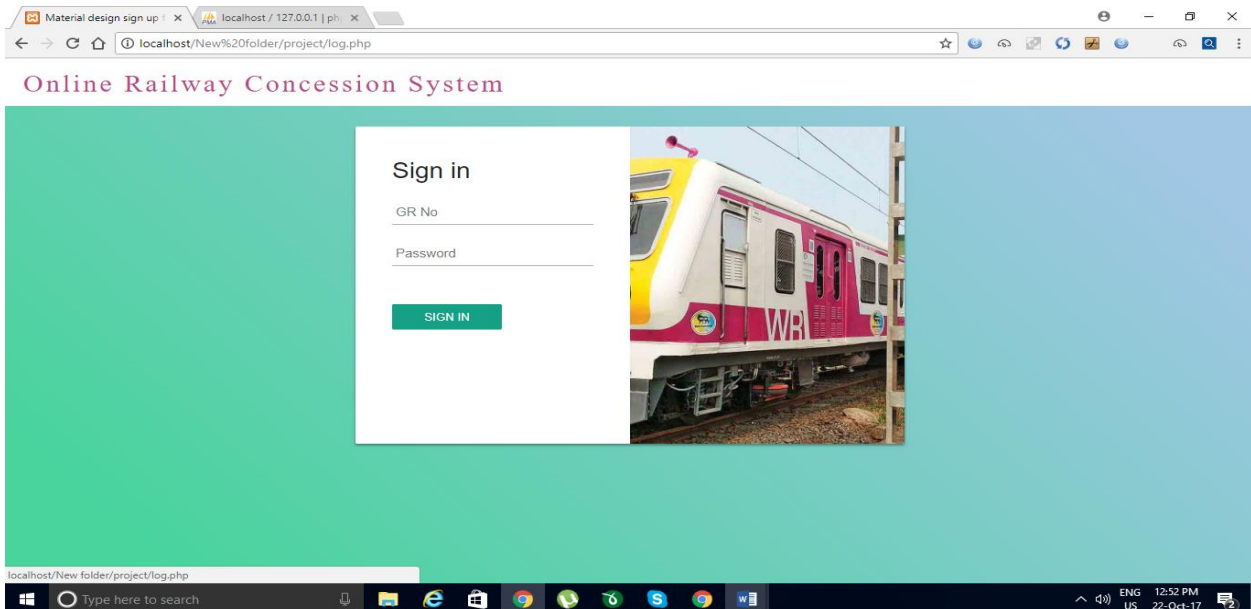 Material design sign up f
localhost / 127.0.0.1 | ph
localhost/New%20folder/project/log.php
Online Railway Concession System
Sign in
GR No
Password
SIGN IN
WR
localhost/New folder/project/log.php
Type here to search
ENG 12:52 PM
US 22-Oct-17
2